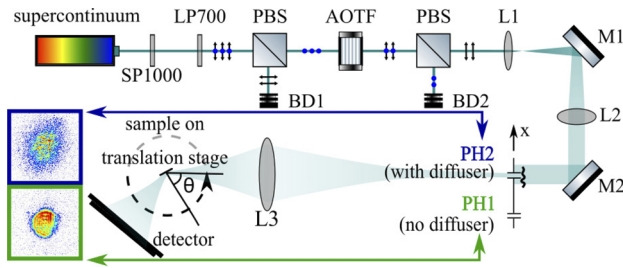 supercontinuum
LP700
PBS
AOTF
PBS
L1
M1
SP1000
BD1
BD2
L2
sample on
translation stage
θ
detector
L3
PH2
(with diffuser)
x
PH1
(no diffuser)
M2